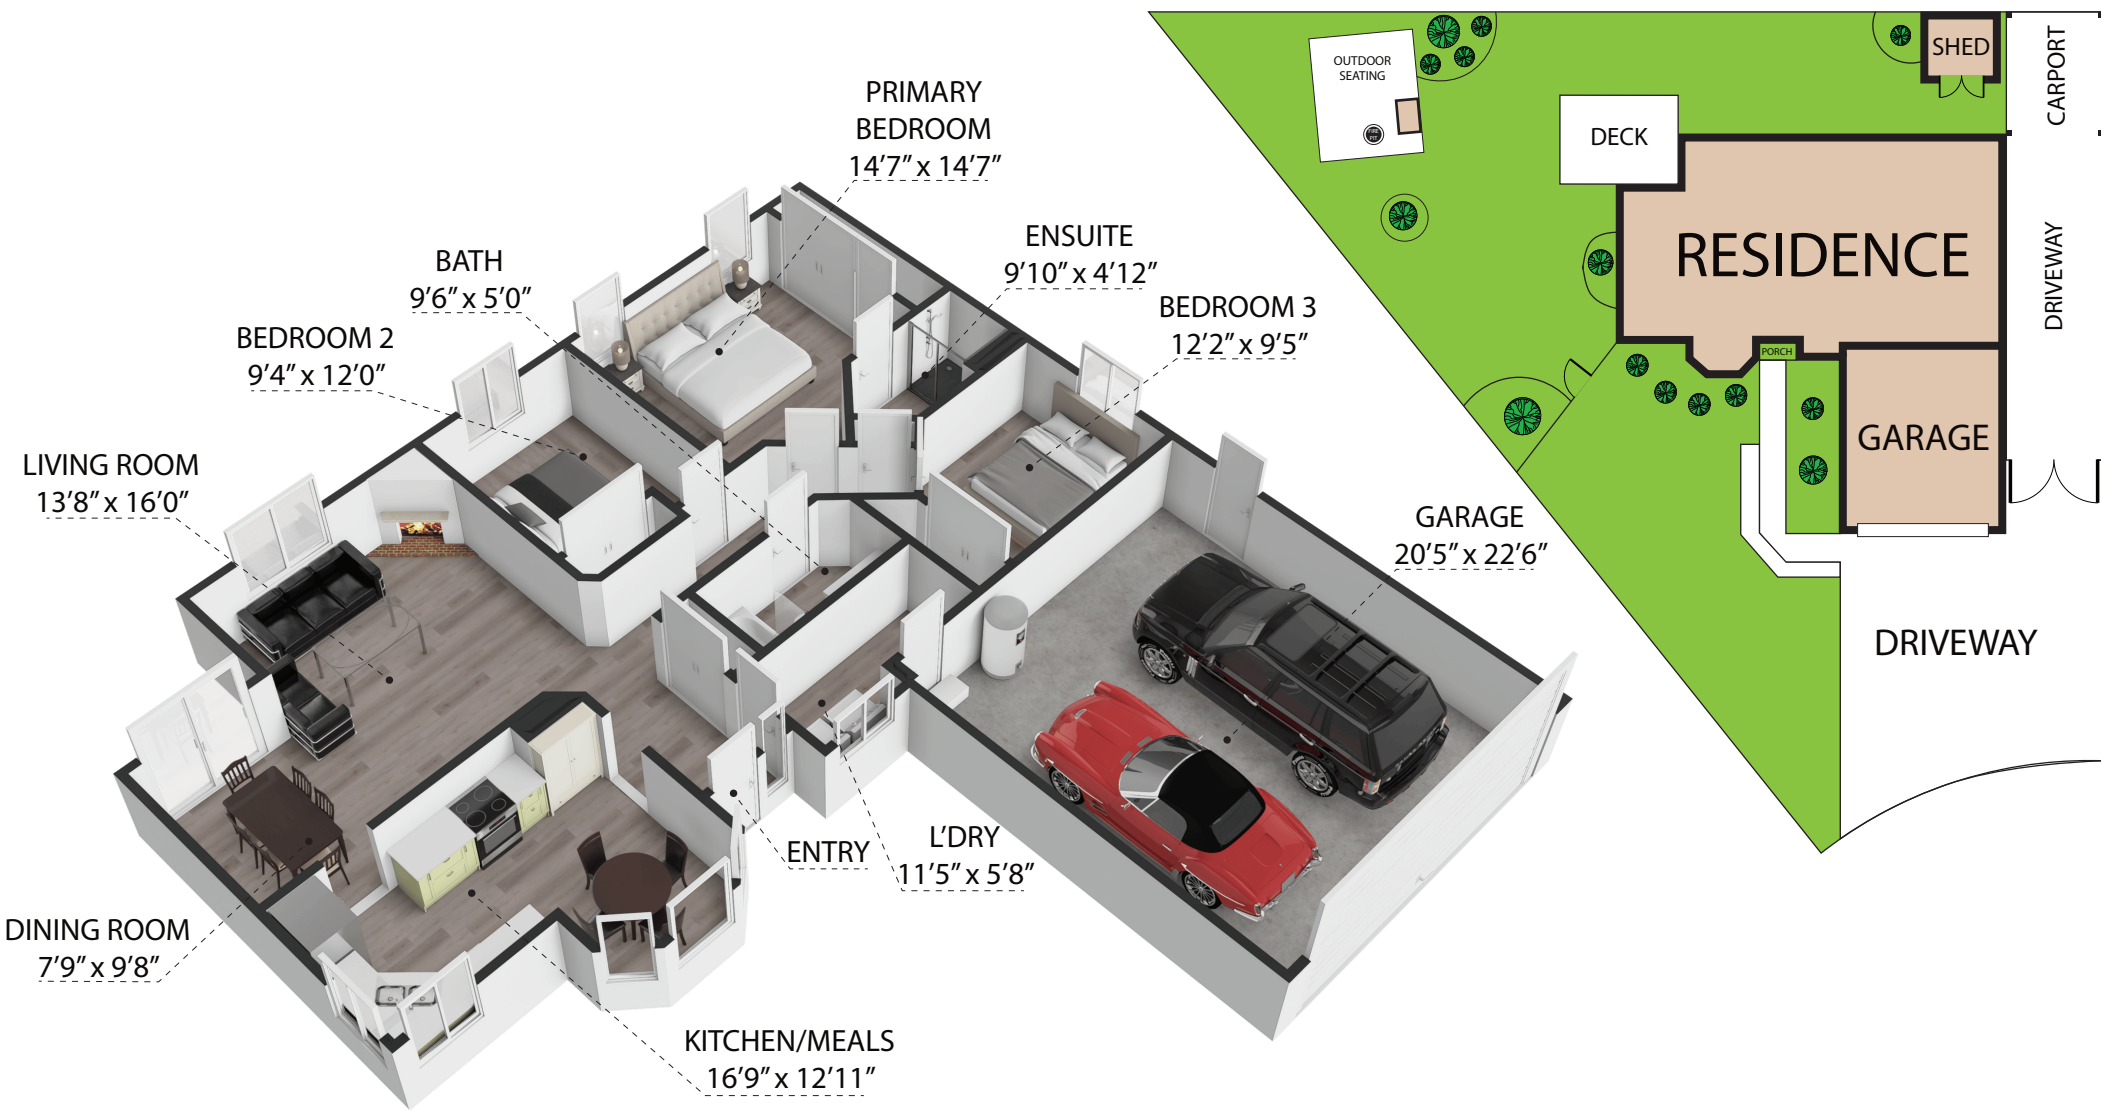 PRIMARY
BEDROOM
14’7” x 14’7”
ENSUITE
9’10” x 4’12”
BATH
9’6” x 5’0”
BEDROOM 3
12’2” x 9’5”
BEDROOM 2
9’4” x 12’0”
LIVING ROOM
13’8” x 16’0”
GARAGE
20’5” x 22’6”
ENTRY
L’DRY
11’5” x 5’8”
DINING ROOM
7’9” x 9’8”
KITCHEN/MEALS
16’9” x 12’11”
OUTDOOR
SEATING
FIRE
PIT
DECK
SHED
CARPORT
RESIDENCE
DRIVEWAY
PORCH
GARAGE
DRIVEWAY